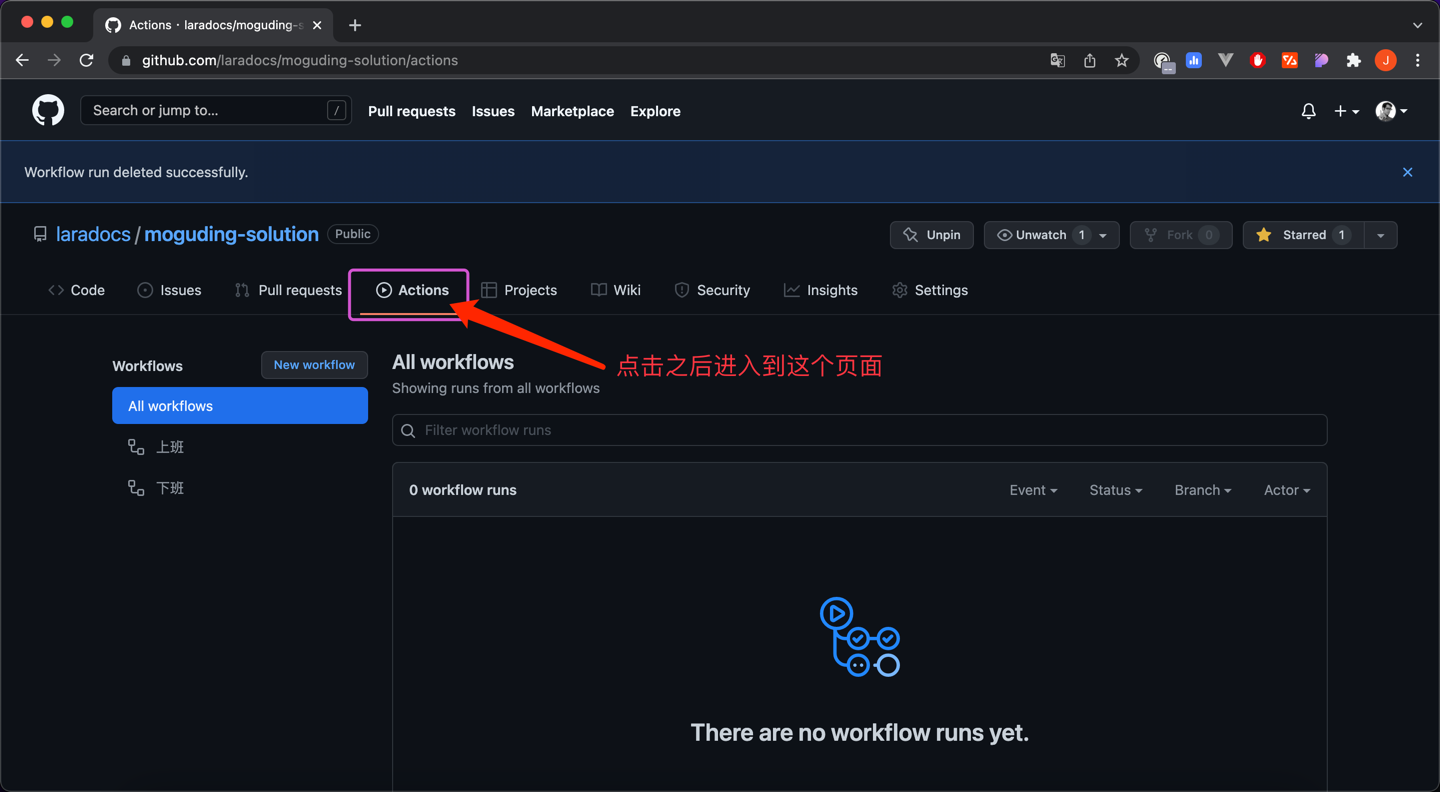 Actions · laradocs/moguding-s
github.com/laradocs/moguding-solution/actions
J
Search or jump to... /
Pull requests Issues Marketplace Explore
Workflow run deleted successfully.
laradocs / moguding-solution Public
Unpin Unwatch 1 Fork 0 Starred 1
Code Issues Pull requests Actions Projects Wiki Security Insights Settings
Workflows New workflow
All workflows
上班
下班
All workflows
Showing runs from all workflows
点击之后进入到这个页面
Filter workflow runs
0 workflow runs Event Status Branch Actor
There are no workflow runs yet.